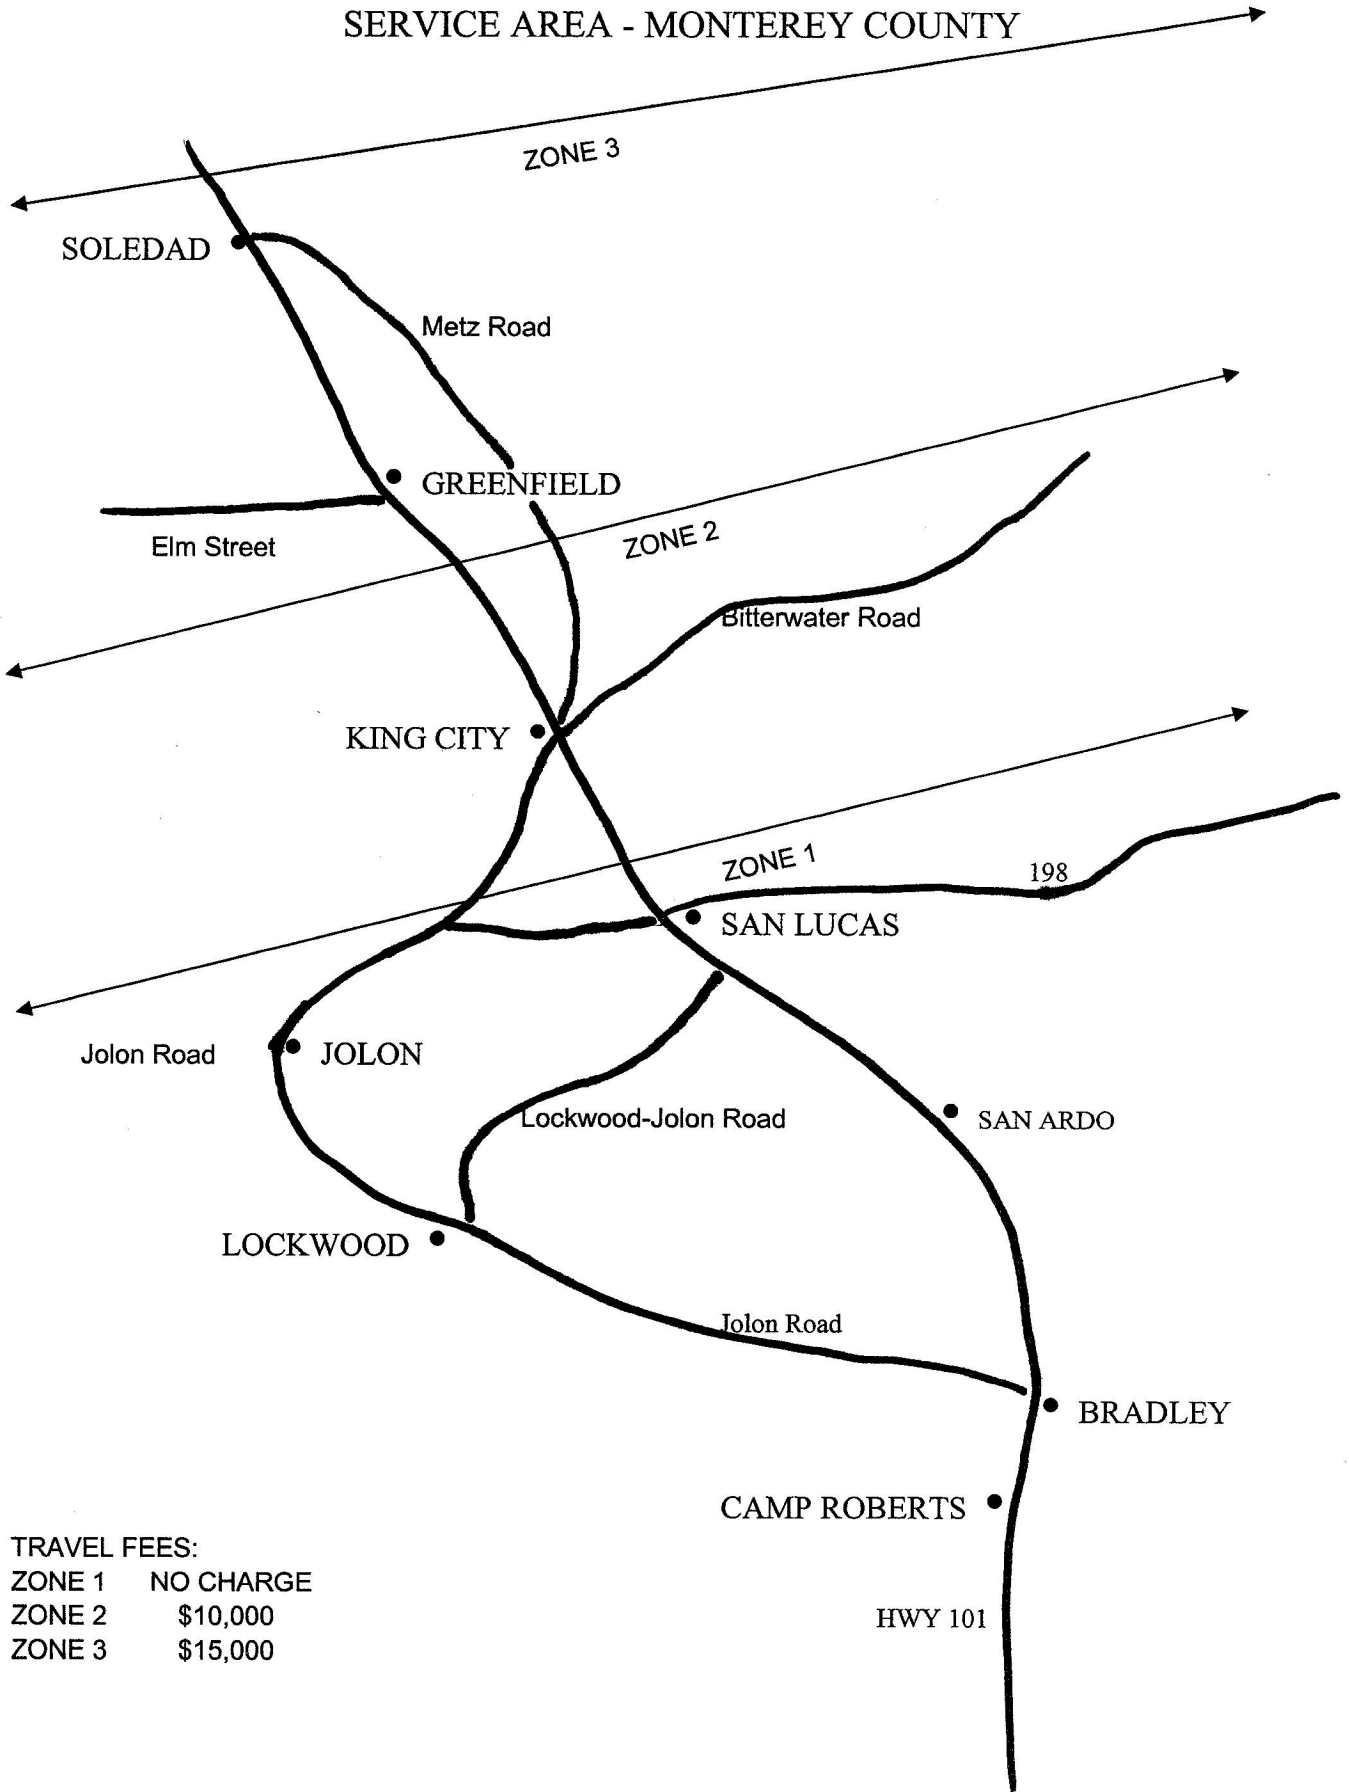 SERVICE AREA - MONTEREY COUNTY
ZONE 3
SOLEDAD
Metz Road
GREENFIELD
Elm Street
ZONE 2
Bitterwater Road
KING CITY
ZONE 1
198
SAN LUCAS
Jolon Road
JOLON
Lockwood-Jolon Road
SAN ARDO
LOCKWOOD
Jolon Road
BRADLEY
CAMP ROBERTS
TRAVEL FEES:
ZONE 1 NO CHARGE
ZONE 2 $10,000
HWY 101
ZONE 3 $15,000